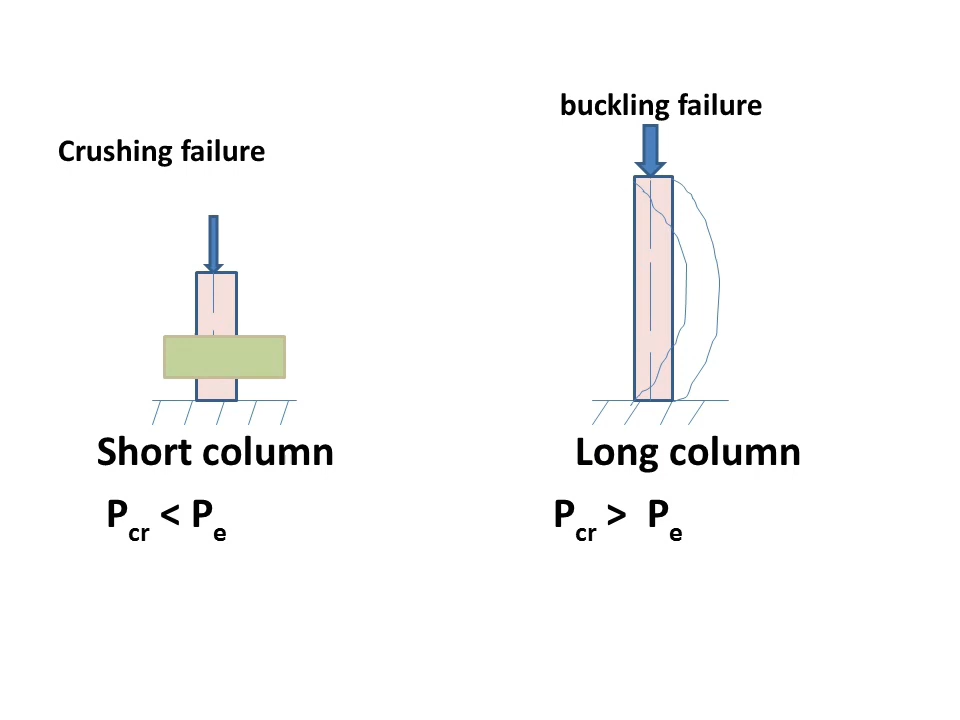 buckling failure
Crushing failure
Short column
Long column
Pcr < Pe
Pcr > Pe